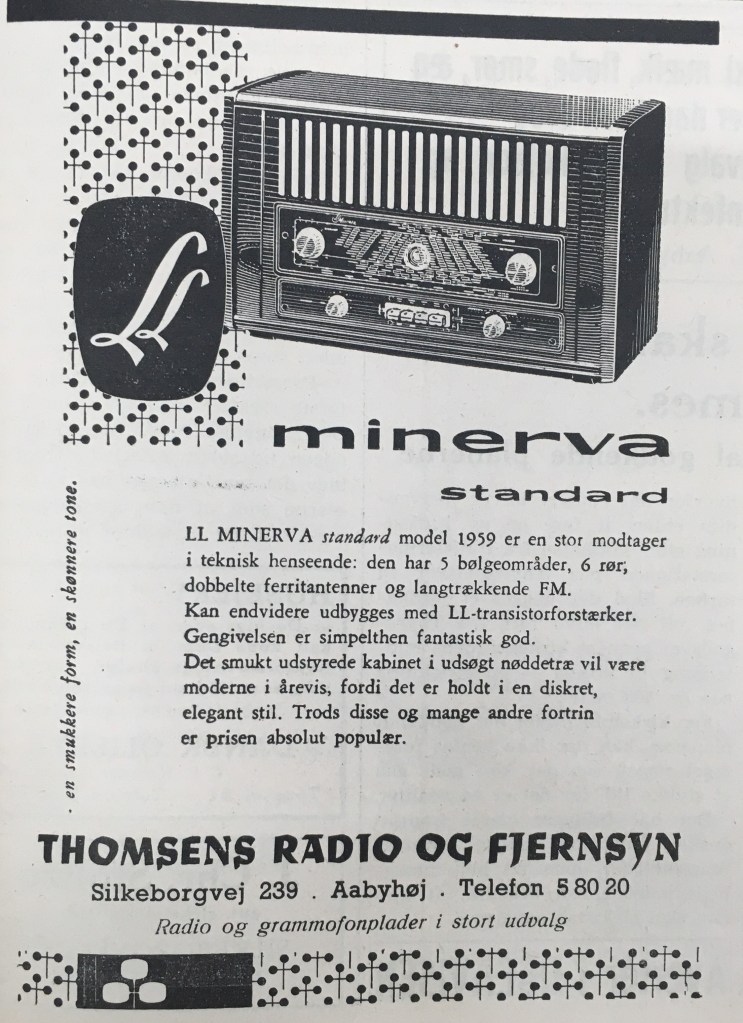 LL
minerva
standard
- en smukkere form, en skønnere tone.
LL MINERVA standard model 1959 er en stor modtager
i teknisk henseende: den har 5 bølgeområder, 6 rør,
dobbelte ferritantenner og langtrækkende FM.
Kan endvidere udbygges med LL-transistorforstærker.
Gengivelsen er simpelthen fantastisk god.
Det smukt udstyrede kabinet i udsøgt nøddetræ vil være
moderne i årevis, fordi det er holdt i en diskret,
elegant stil. Trods disse og mange andre fortrin
er prisen absolut populær.
THOMSENS RADIO OG FJERNSYN
Silkeborgvej 239 . Aabyhøj . Telefon 5 80 20
Radio og grammofonplader i stort udvalg